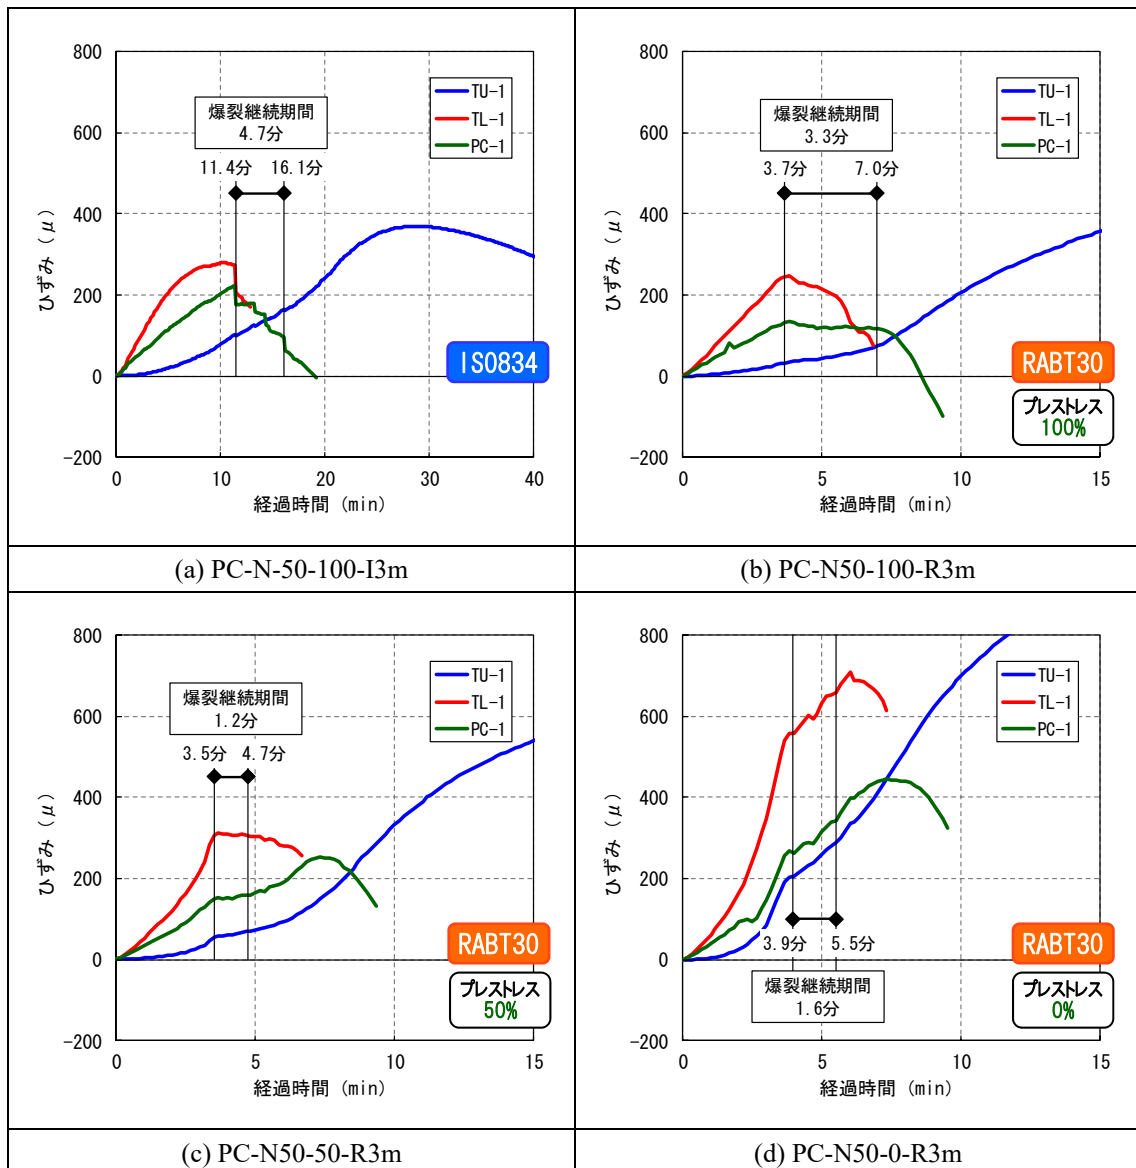 800
600
400
200
0
-200
0
10
20
30
40
ひずみ (μ)
経過時間 (min)
TU-1
TL-1
PC-1
爆裂継続期間
4.7分
11.4分
16.1分
ISO834
(a) PC-N-50-100-I3m
800
600
400
200
0
-200
0
5
10
15
ひずみ (μ)
経過時間 (min)
TU-1
TL-1
PC-1
爆裂継続期間
3.3分
3.7分
7.0分
RABT30
プレストレス
100%
(b) PC-N50-100-R3m
800
600
400
200
0
-200
0
5
10
15
ひずみ (μ)
経過時間 (min)
TU-1
TL-1
PC-1
爆裂継続期間
1.2分
3.5分
4.7分
RABT30
プレストレス
50%
(c) PC-N50-50-R3m
800
600
400
200
0
-200
0
5
10
15
ひずみ (μ)
経過時間 (min)
TU-1
TL-1
PC-1
3.9分
5.5分
爆裂継続期間
1.6分
RABT30
プレストレス
0%
(d) PC-N50-0-R3m